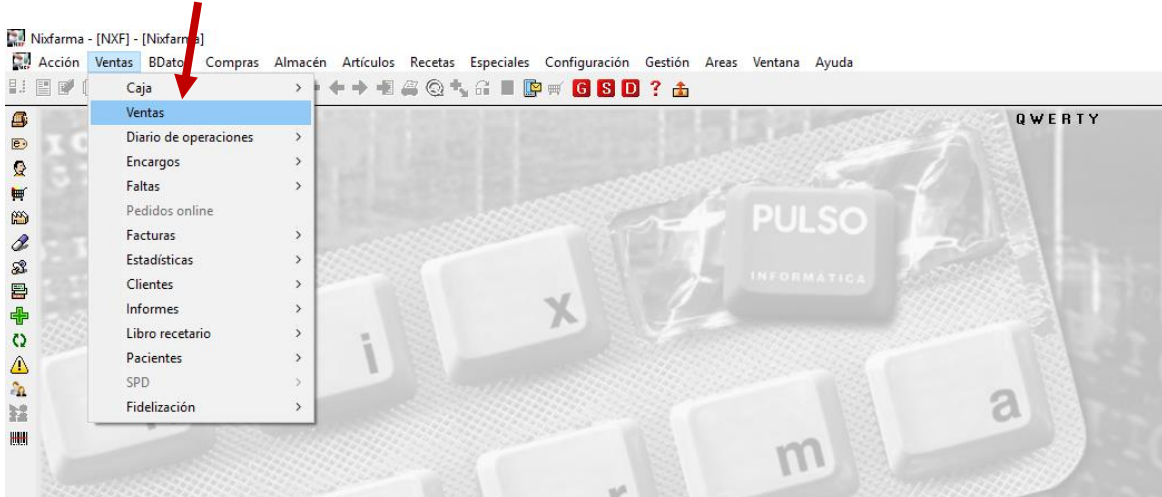 Nixfarma - [NXF] - [Nixfarma]
Acción Ventas BDato Compras Almacén Artículos Recetas Especiales Configuración Gestión Areas Ventana Ayuda
G S D ?
Caja
Ventas
Diario de operaciones
Encargos
Faltas
Pedidos online
Facturas
Estadísticas
Clientes
Informes
Libro recetario
Pacientes
SPD
Fidelización
QWERTY
PULSO
INFORMÁTICA
i
x
r
m
a